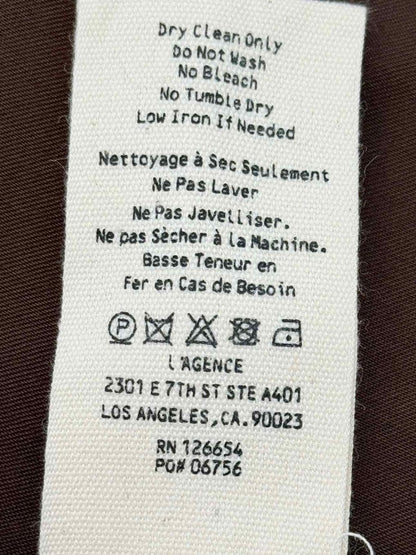 Dry Clean Only
Do Not Wash
No Bleach
No Tumble Dry
Low Iron If Needed
Nettoyage à Sec Seulement
Ne Pas Laver
Ne Pas Javelliser.
Ne pas Sècher à la Machine.
Basse Teneur en
Fer en Cas de Besoin
P
L'AGENCE
2301 E 7TH ST STE A401
LOS ANGELES, CA. 90023
RN 126654
PO# 06756